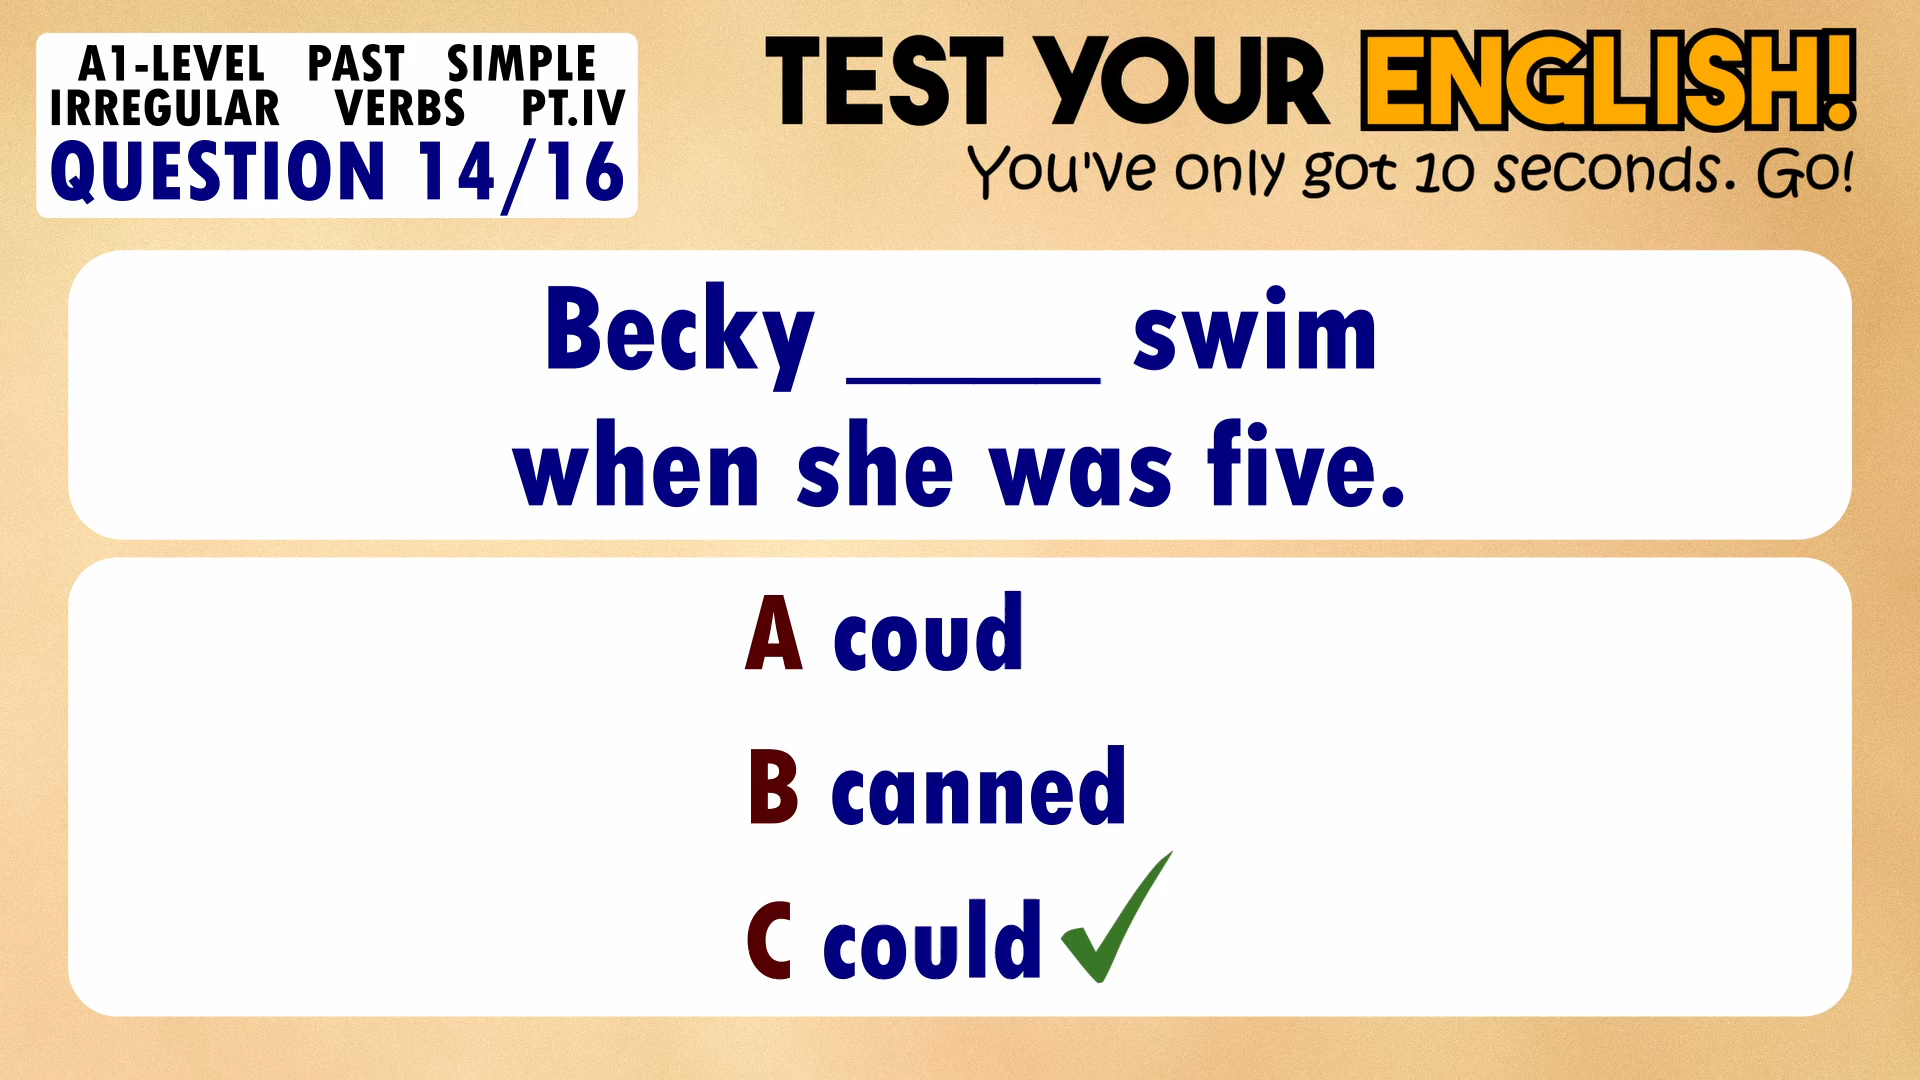 A1-LEVEL PAST SIMPLE
IRREGULAR VERBS PT.IV
QUESTION 14/16
TEST YOUR ENGLISH!
You've only got 10 seconds. Go!
Becky ______ swim
when she was five.
A coud
B canned
C could